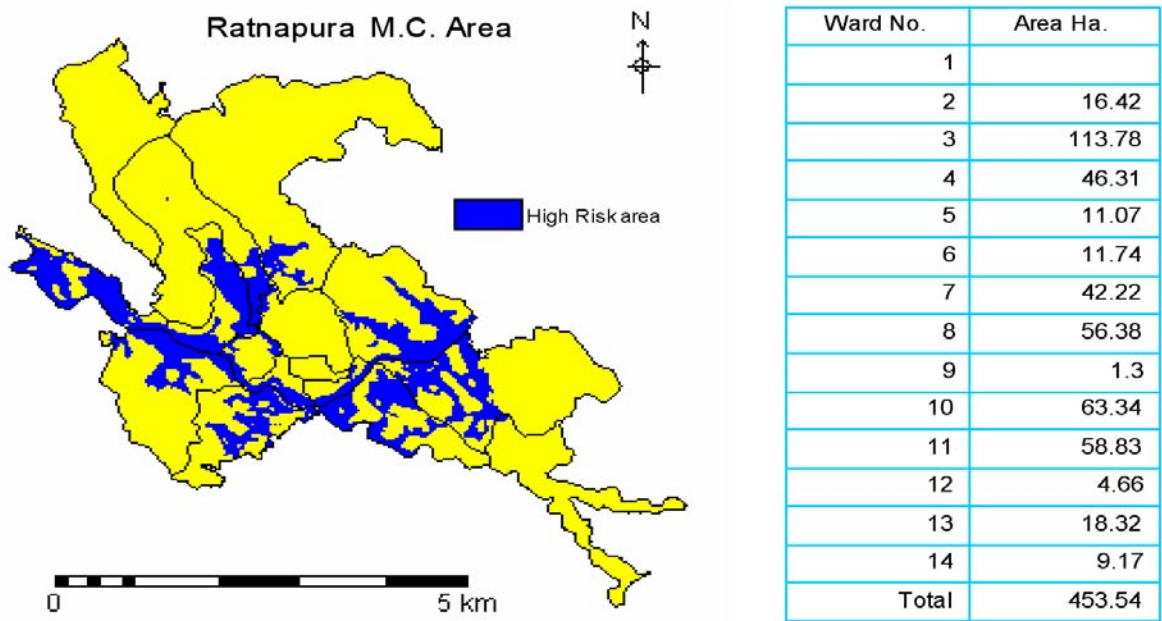 Ratnapura M.C. Area
N
High Risk area
0 5 km
Ward No. Area Ha.
1
2 16.42
3 113.78
4 46.31
5 11.07
6 11.74
7 42.22
8 56.38
9 1.3
10 63.34
11 58.83
12 4.66
13 18.32
14 9.17
Total 453.54